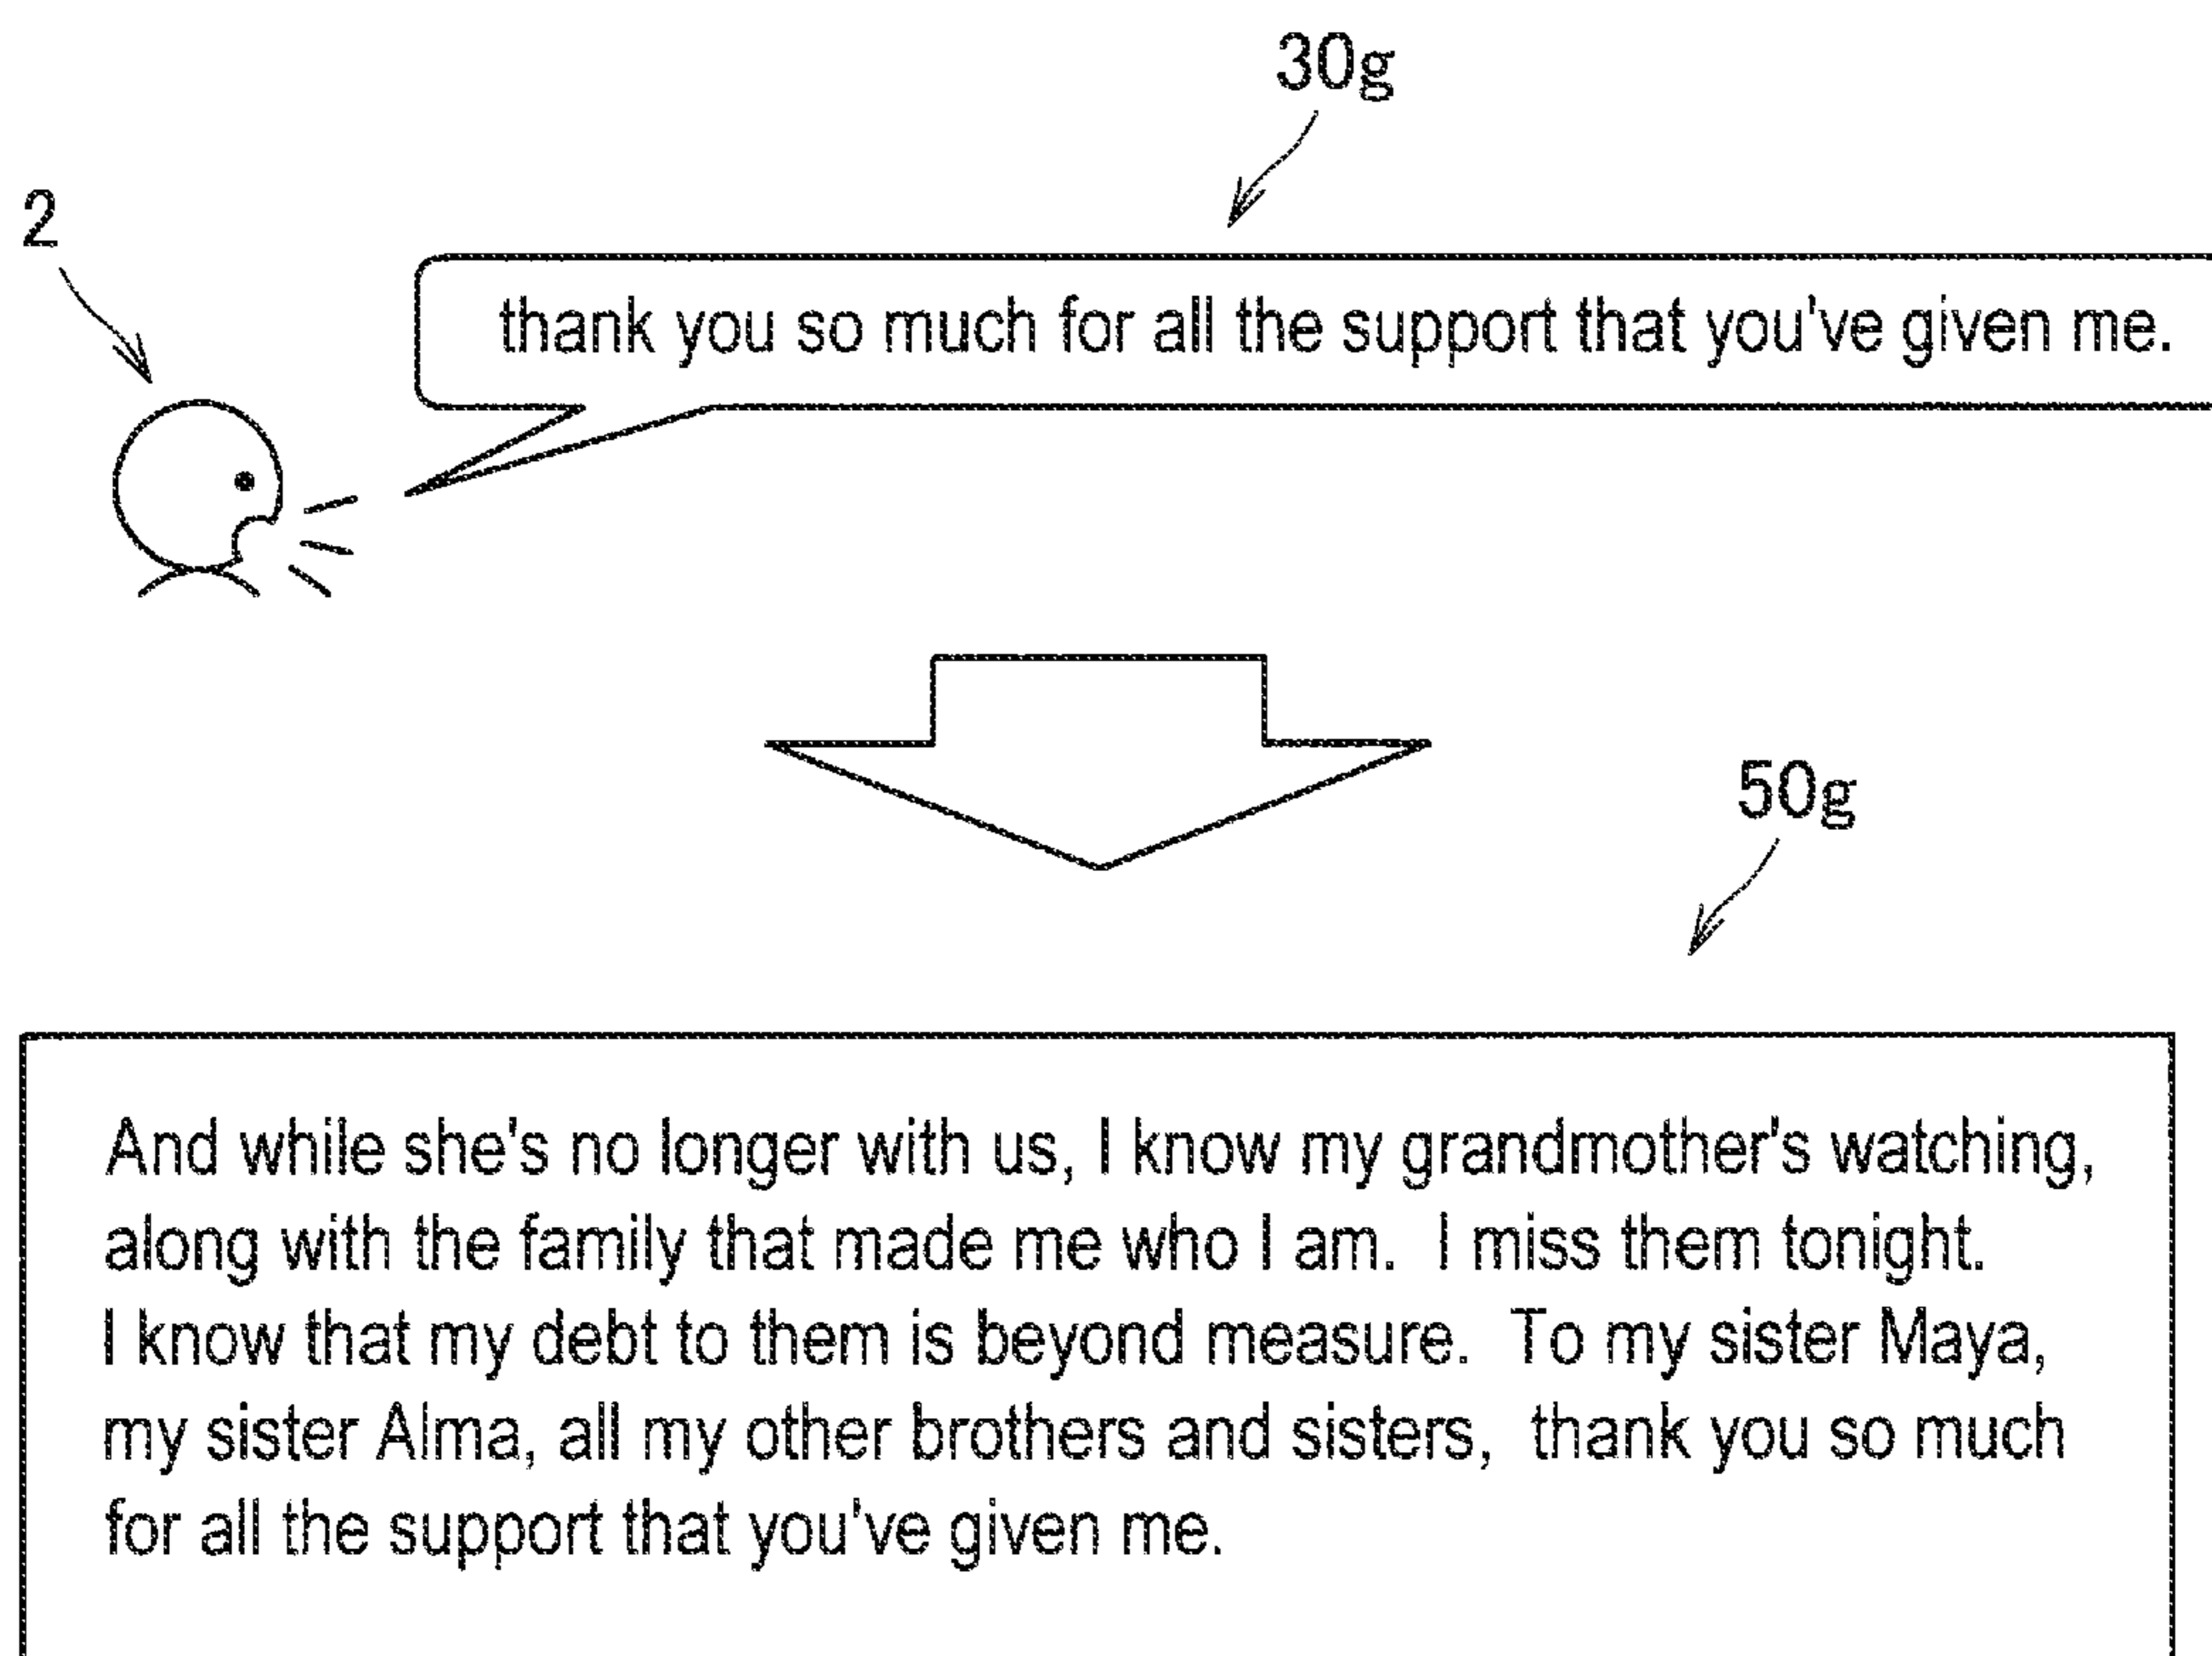 30g
2
thank you so much for all the support that you've given me.
50g
And while she's no longer with us, I know my grandmother's watching,
along with the family that made me who I am.  I miss them tonight.
I know that my debt to them is beyond measure.  To my sister Maya,
my sister Alma, all my other brothers and sisters,  thank you so much
for all the support that you've given me.